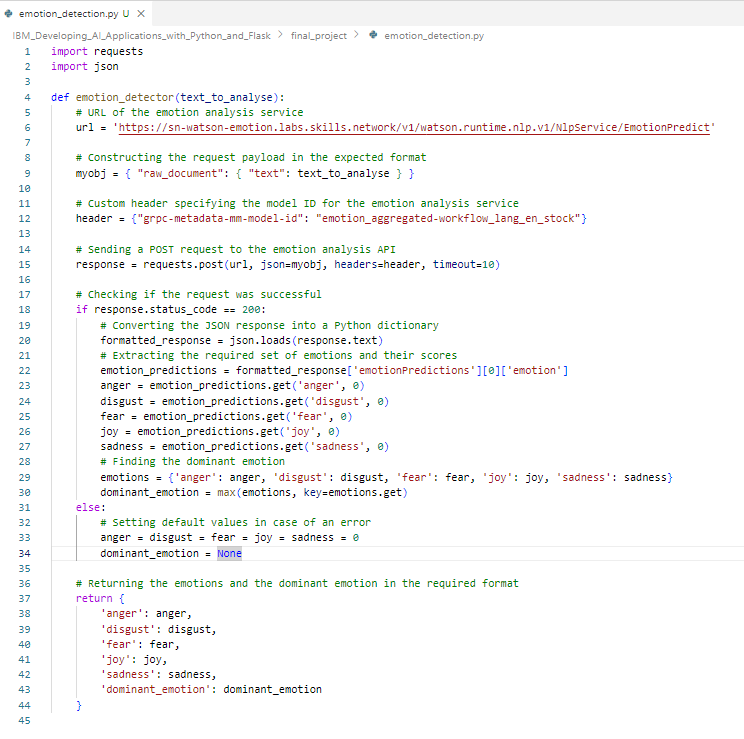 emotion_detection.py U ×
IBM_Developing_AI_Applications_with_Python_and_Flask > final_project > emotion_detection.py
1 import requests
2 import json
3
4 def emotion_detector(text_to_analyse):
5     # URL of the emotion analysis service
6     url = 'https://sn-watson-emotion.labs.skills.network/v1/watson.runtime.nlp.v1/NlpService/EmotionPredict'
7
8     # Constructing the request payload in the expected format
9     myobj = { "raw_document": { "text": text_to_analyse } }
10
11     # Custom header specifying the model ID for the emotion analysis service
12     header = {"grpc-metadata-mm-model-id": "emotion_aggregated-workflow_lang_en_stock"}
13
14     # Sending a POST request to the emotion analysis API
15     response = requests.post(url, json=myobj, headers=header, timeout=10)
16
17     # Checking if the request was successful
18     if response.status_code == 200:
19         # Converting the JSON response into a Python dictionary
20         formatted_response = json.loads(response.text)
21         # Extracting the required set of emotions and their scores
22         emotion_predictions = formatted_response['emotionPredictions'][0]['emotion']
23         anger = emotion_predictions.get('anger', 0)
24         disgust = emotion_predictions.get('disgust', 0)
25         fear = emotion_predictions.get('fear', 0)
26         joy = emotion_predictions.get('joy', 0)
27         sadness = emotion_predictions.get('sadness', 0)
28         # Finding the dominant emotion
29         emotions = {'anger': anger, 'disgust': disgust, 'fear': fear, 'joy': joy, 'sadness': sadness}
30         dominant_emotion = max(emotions, key=emotions.get)
31     else:
32         # Setting default values in case of an error
33         anger = disgust = fear = joy = sadness = 0
34         dominant_emotion = None
35
36     # Returning the emotions and the dominant emotion in the required format
37     return {
38         'anger': anger,
39         'disgust': disgust,
40         'fear': fear,
41         'joy': joy,
42         'sadness': sadness,
43         'dominant_emotion': dominant_emotion
44     }
45